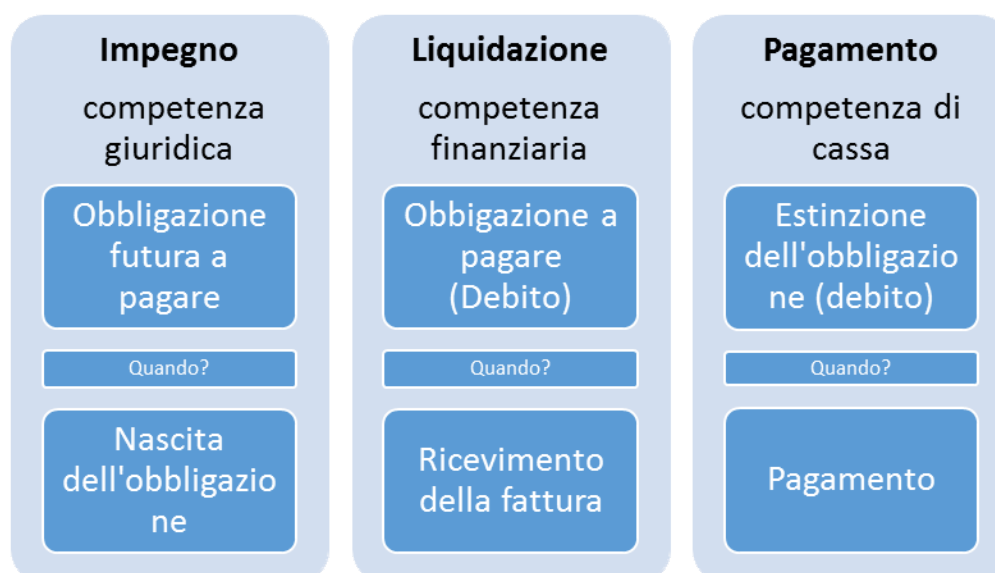 Impegno
competenza
giuridica
Obbligazione
futura a
pagare
Quando?
Nascita
dell'obbligazio
ne
Liquidazione
competenza
finanziaria
Obbigazione a
pagare
(Debito)
Quando?
Ricevimento
della fattura
Pagamento
competenza di
cassa
Estinzione
dell'obbligazio
ne (debito)
Quando?
Pagamento